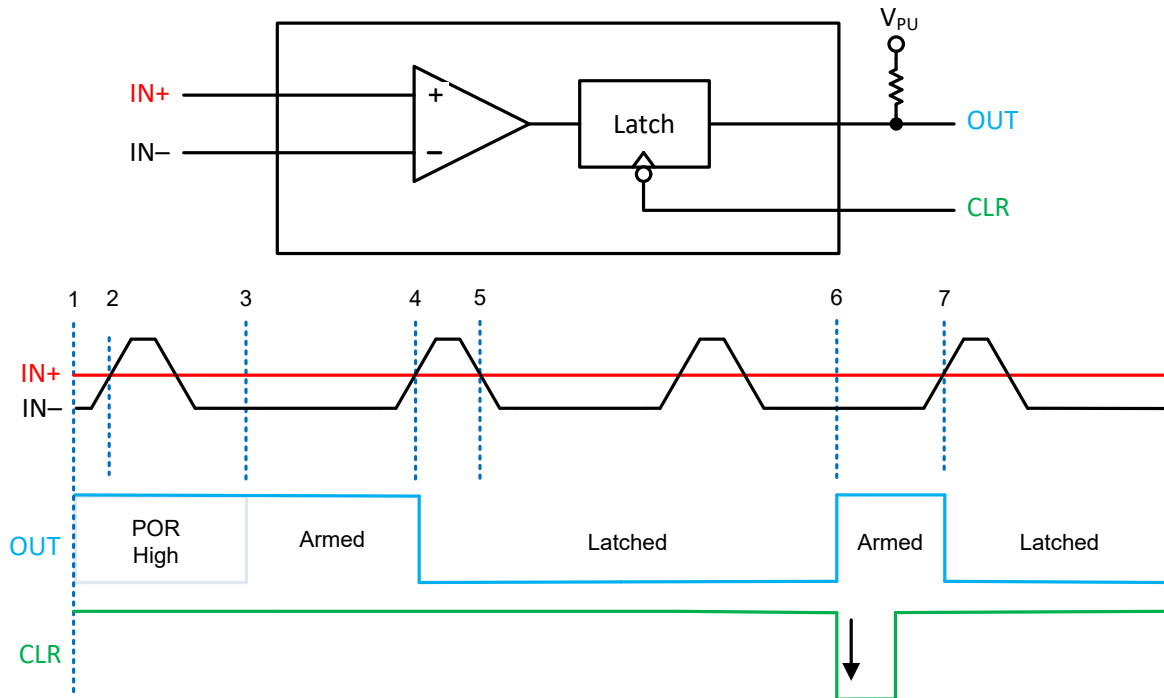 V_PU
IN+
+
Latch
OUT
IN–
–
CLR
1 2 3 4 5 6 7
IN+
IN–
OUT
POR
High
Armed
Latched
Armed
Latched
CLR